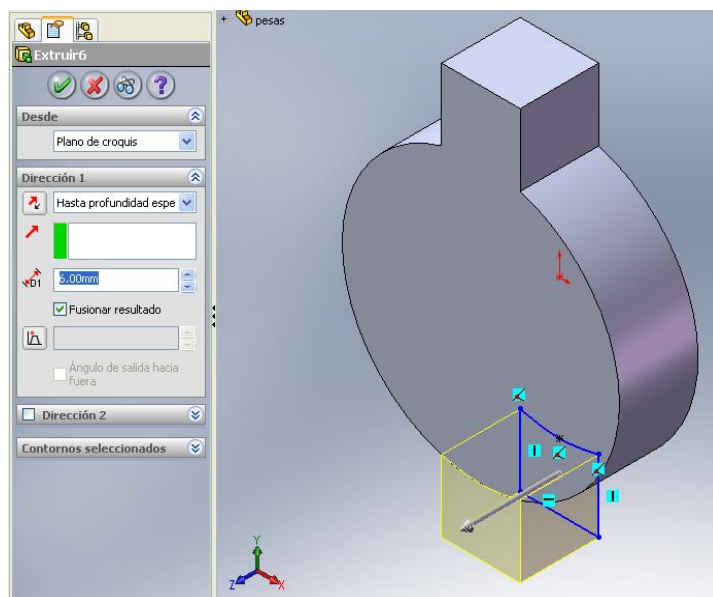 pesas
Extruir6
Desde
Plano de croquis
Dirección 1
Hasta profundidad espe
D1
5.00mm
Fusionar resultado
Ángulo de salida hacia
fuera
Dirección 2
Contornos seleccionados
Y
Z
X